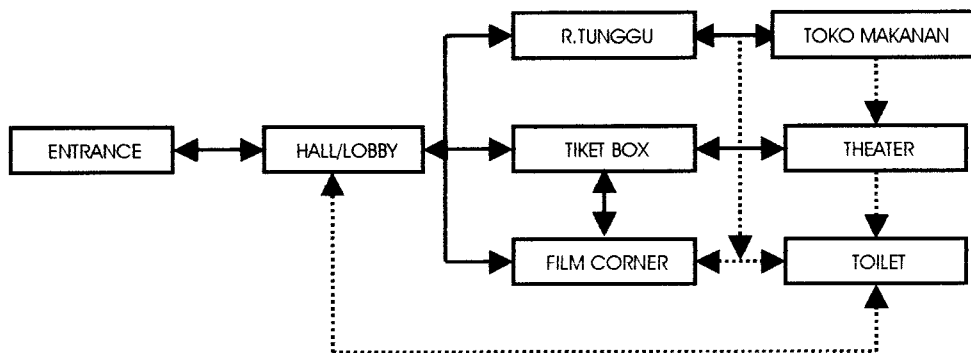 R.TUNGGU
TOKO MAKANAN
ENTRANCE
HALL/LOBBY
TIKET BOX
THEATER
FILM CORNER
TOILET